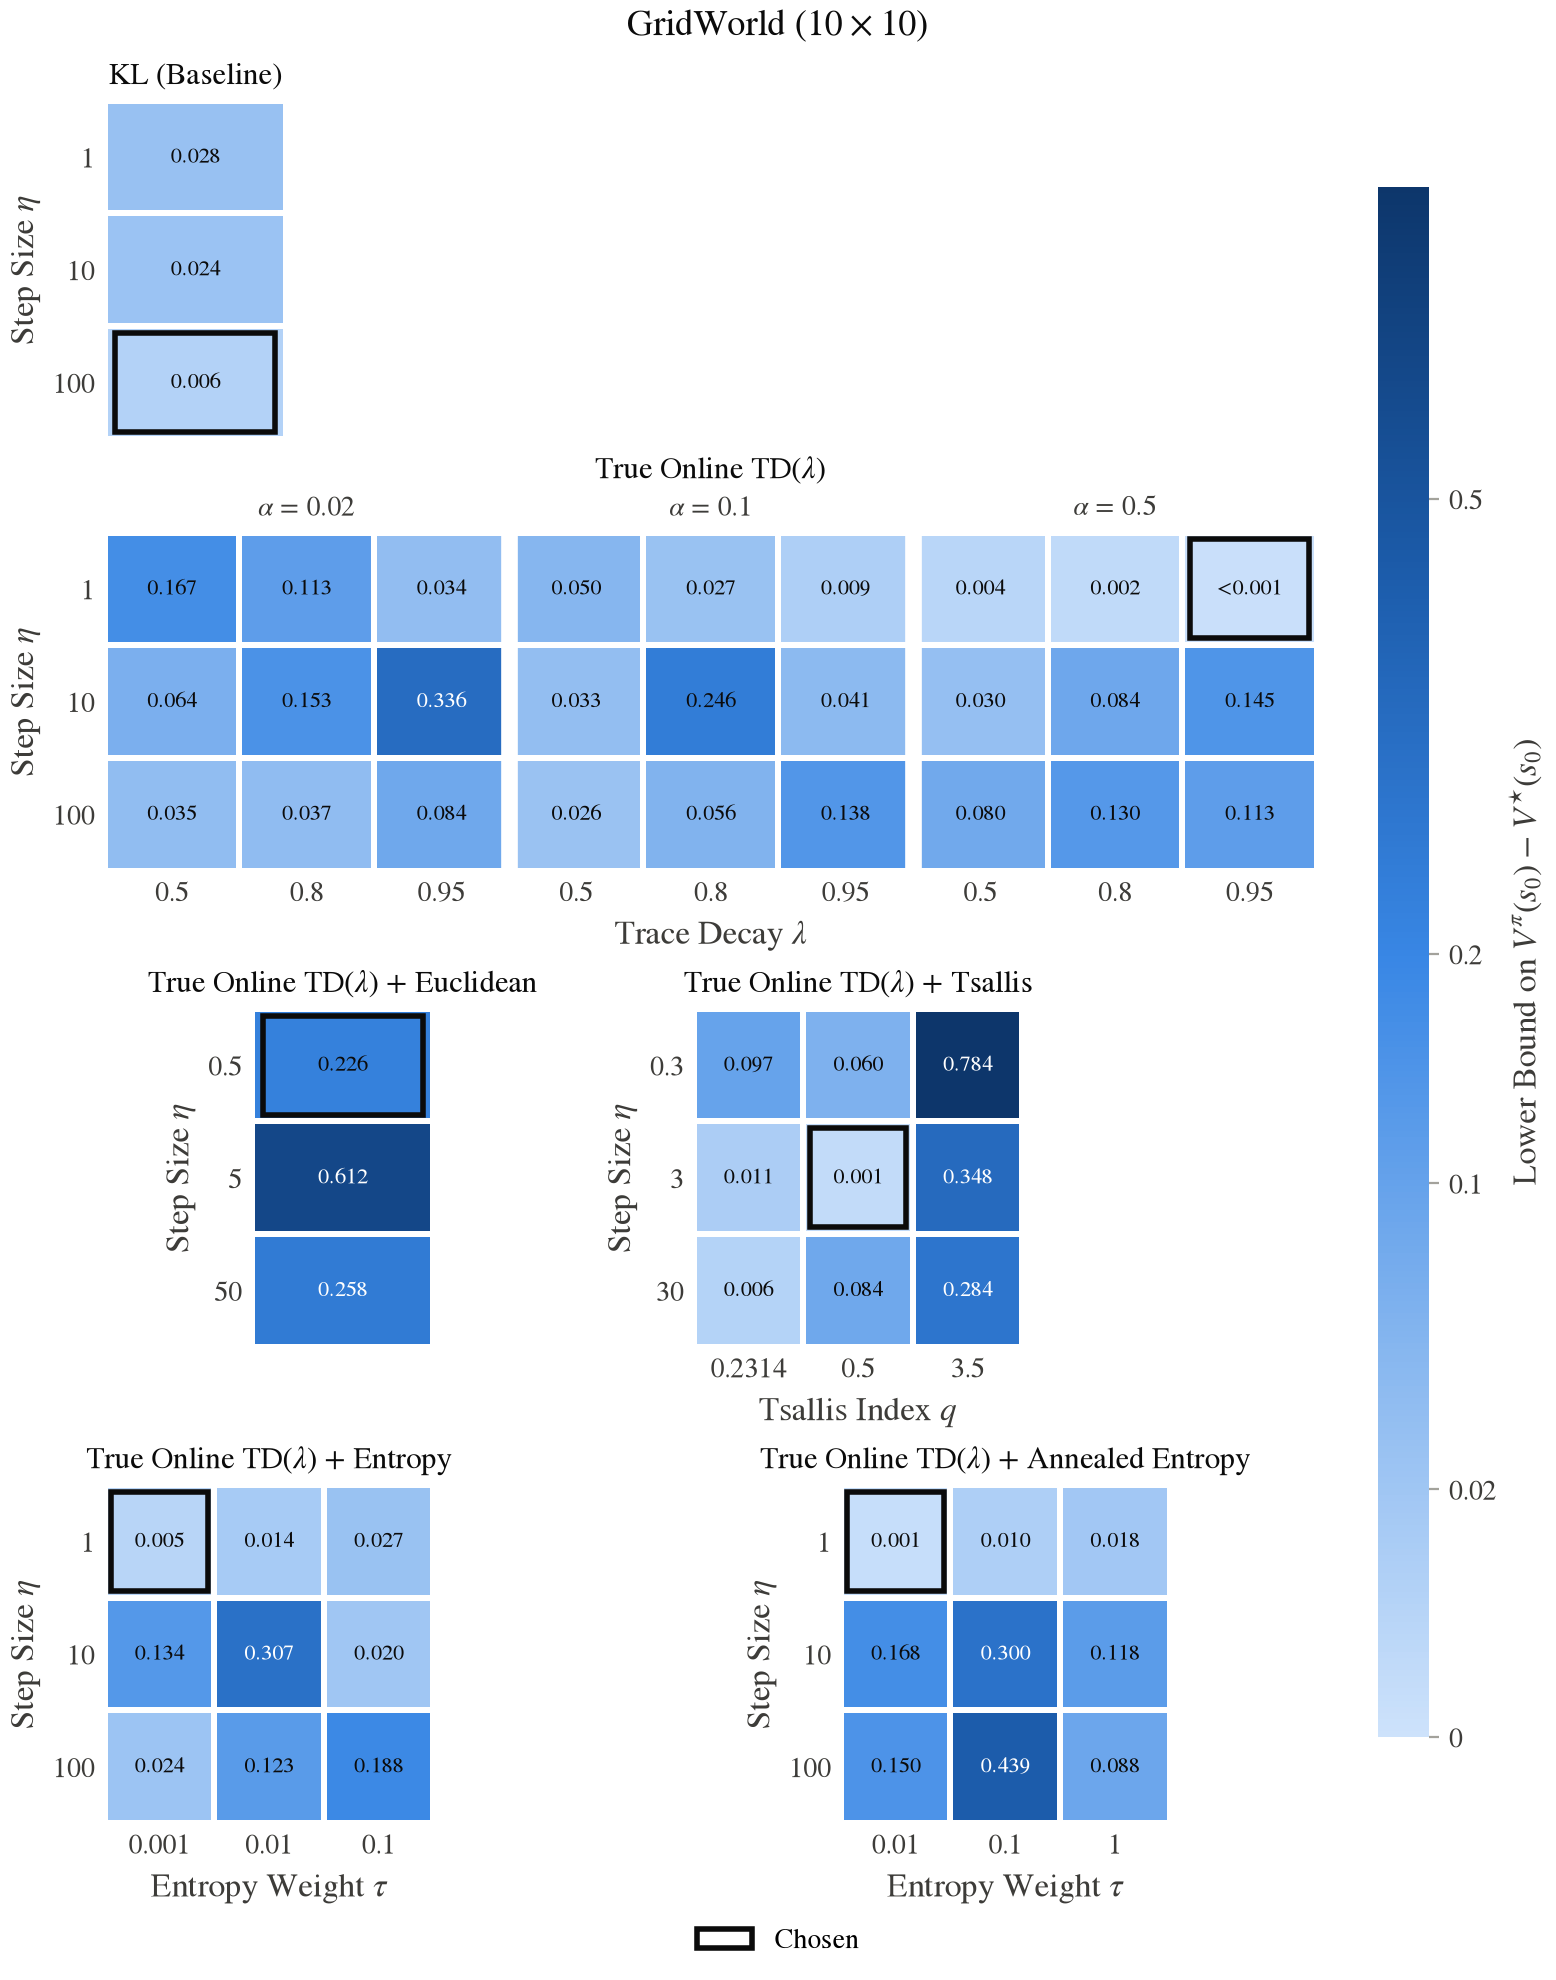 GridWorld (10 × 10)
KL (Baseline)
Step Size η
1
0.028
10
0.024
100
0.006
True Online TD(λ)
α = 0.02
α = 0.1
α = 0.5
Step Size η
1
0.167 0.113 0.034 0.050 0.027 0.009 0.004 0.002 <0.001
10
0.064 0.153 0.336 0.033 0.246 0.041 0.030 0.084 0.145
100
0.035 0.037 0.084 0.026 0.056 0.138 0.080 0.130 0.113
0.5 0.8 0.95 0.5 0.8 0.95 0.5 0.8 0.95
Trace Decay λ
True Online TD(λ) + Euclidean
Step Size η
0.5
0.226
5
0.612
50
0.258
True Online TD(λ) + Tsallis
Step Size η
0.3
0.097 0.060 0.784
3
0.011 0.001 0.348
30
0.006 0.084 0.284
0.2314 0.5 3.5
Tsallis Index q
True Online TD(λ) + Entropy
Step Size η
1
0.005 0.014 0.027
10
0.134 0.307 0.020
100
0.024 0.123 0.188
0.001 0.01 0.1
Entropy Weight τ
True Online TD(λ) + Annealed Entropy
Step Size η
1
0.001 0.010 0.018
10
0.168 0.300 0.118
100
0.150 0.439 0.088
0.01 0.1 1
Entropy Weight τ
0.5
0.2
0.1
0.02
0
Lower Bound on V^π(s₀) − V^★(s₀)
Chosen